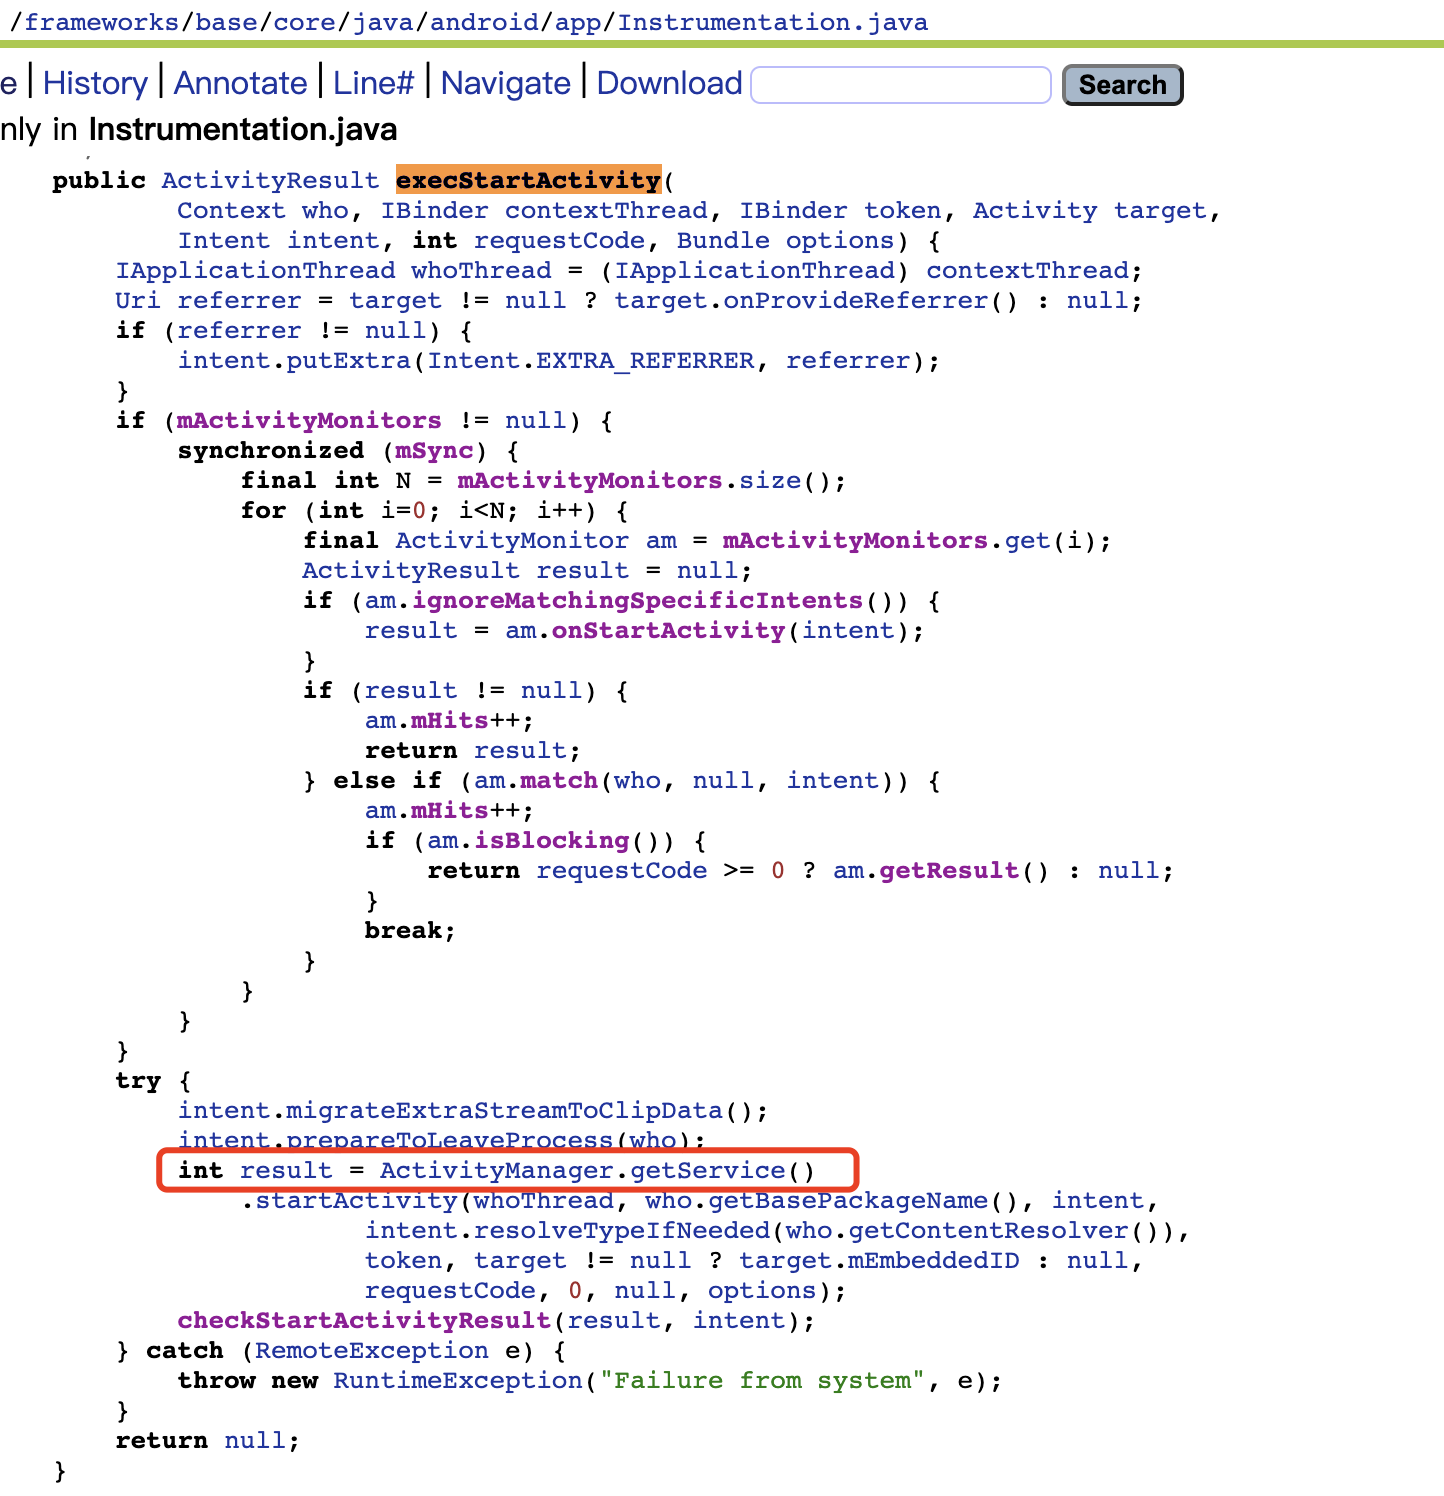 /frameworks/base/core/java/android/app/Instrumentation.java
e | History | Annotate | Line# | Navigate | Download Search
nly in Instrumentation.java
public ActivityResult execStartActivity(
        Context who, IBinder contextThread, IBinder token, Activity target,
        Intent intent, int requestCode, Bundle options) {
    IApplicationThread whoThread = (IApplicationThread) contextThread;
    Uri referrer = target != null ? target.onProvideReferrer() : null;
    if (referrer != null) {
        intent.putExtra(Intent.EXTRA_REFERRER, referrer);
    }
    if (mActivityMonitors != null) {
        synchronized (mSync) {
            final int N = mActivityMonitors.size();
            for (int i=0; i<N; i++) {
                final ActivityMonitor am = mActivityMonitors.get(i);
                ActivityResult result = null;
                if (am.ignoreMatchingSpecificIntents()) {
                    result = am.onStartActivity(intent);
                }
                if (result != null) {
                    am.mHits++;
                    return result;
                } else if (am.match(who, null, intent)) {
                    am.mHits++;
                    if (am.isBlocking()) {
                        return requestCode >= 0 ? am.getResult() : null;
                    }
                    break;
                }
            }
        }
    }
    try {
        intent.migrateExtraStreamToClipData();
        intent.prepareToLeaveProcess(who);
        int result = ActivityManager.getService()
            .startActivity(whoThread, who.getBasePackageName(), intent,
                    intent.resolveTypeIfNeeded(who.getContentResolver()),
                    token, target != null ? target.mEmbeddedID : null,
                    requestCode, 0, null, options);
        checkStartActivityResult(result, intent);
    } catch (RemoteException e) {
        throw new RuntimeException("Failure from system", e);
    }
    return null;
}